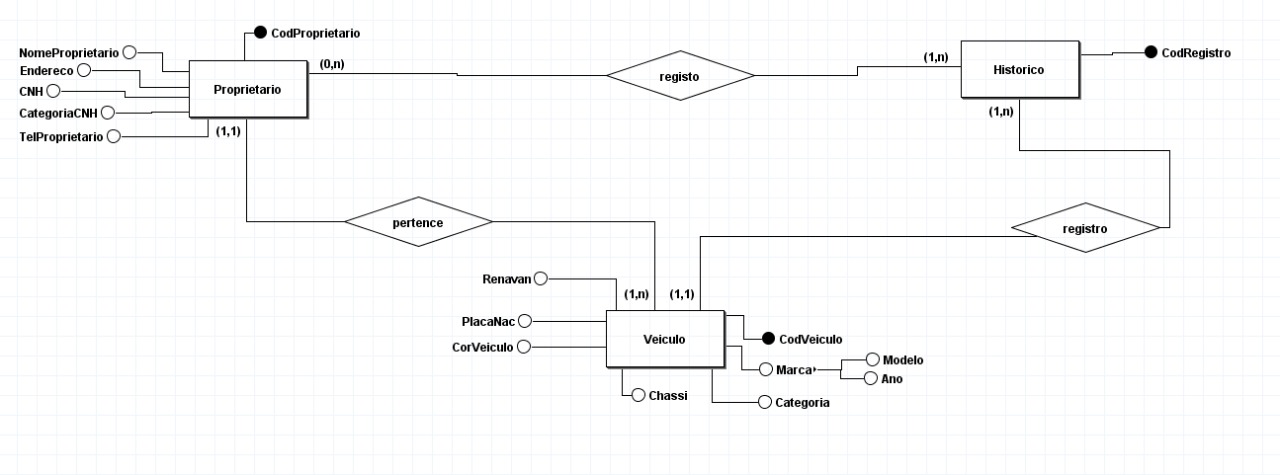 CodProprietario
NomeProprietario
Endereco
CNH
CategoriaCNH
TelProprietario
Proprietario
(0,n)
(1,1)
registo
(1,n)
Historico
CodRegistro
(1,n)
pertence
registro
Renavan
(1,n)
(1,1)
PlacaNac
CorVeiculo
Veiculo
CodVeiculo
Marca
Modelo
Ano
Chassi
Categoria